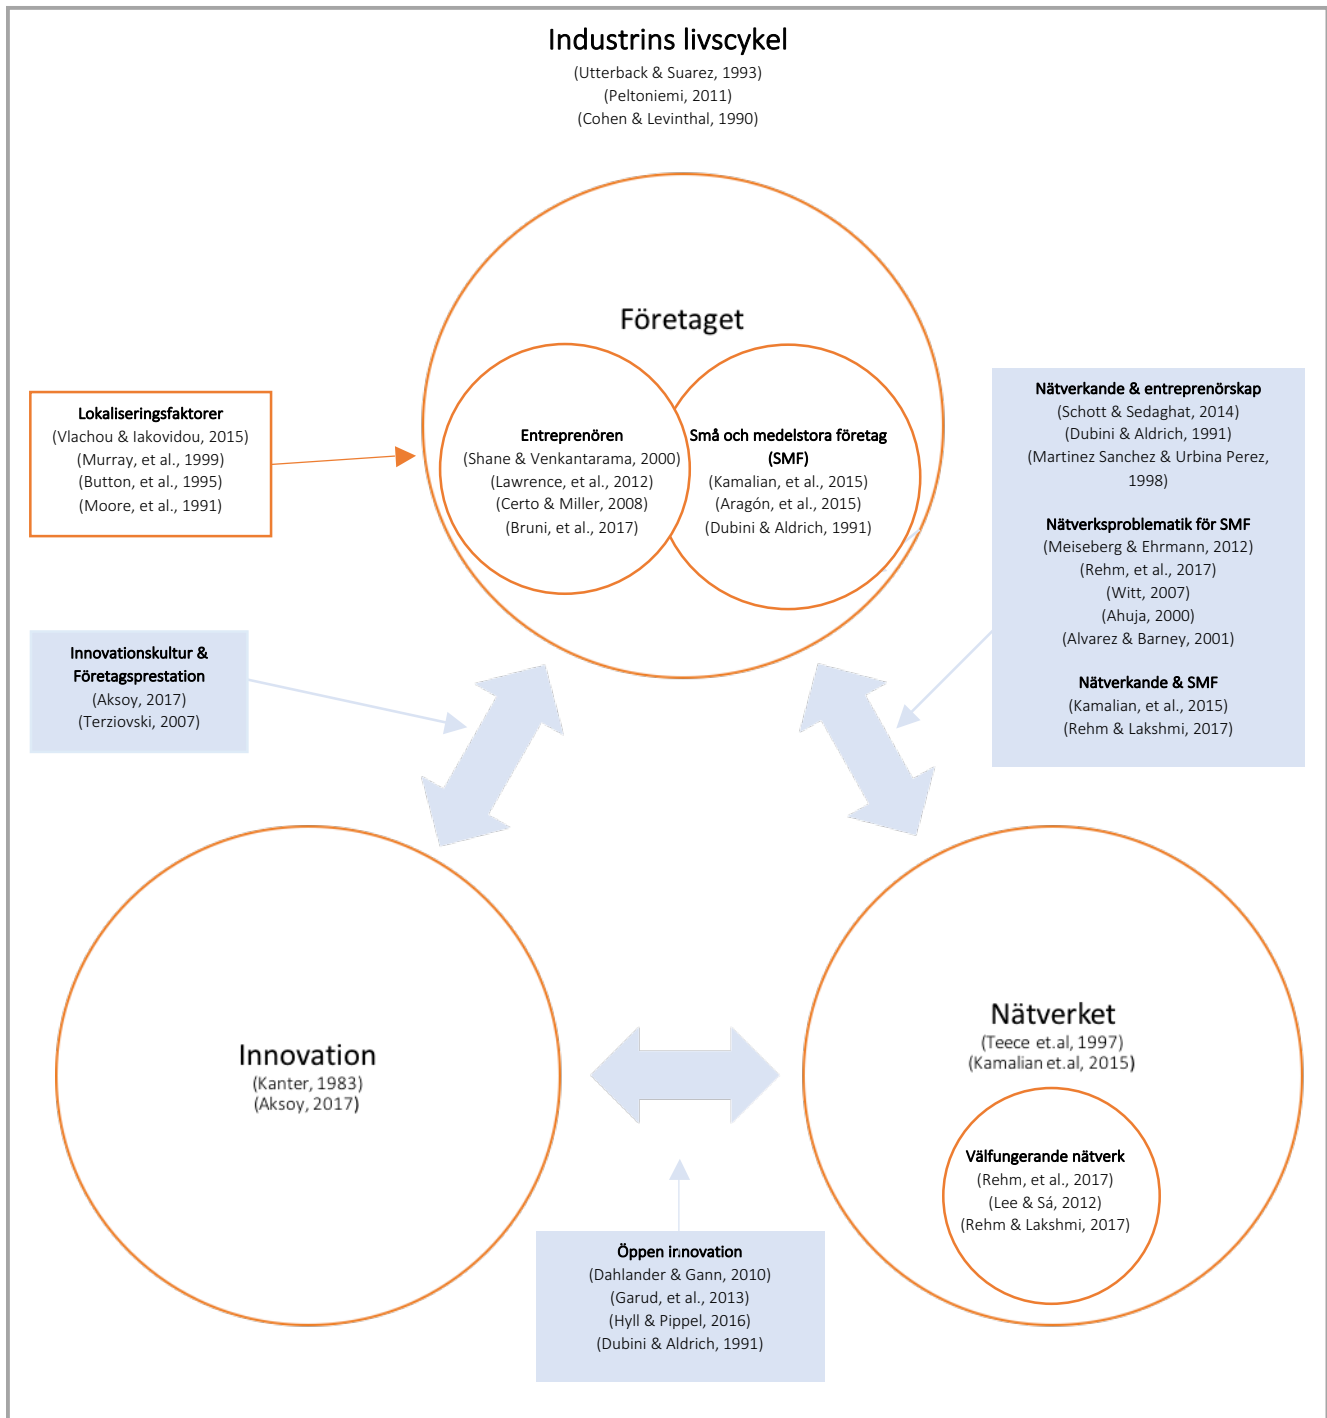 Industrins livscykel
(Utterback & Suarez, 1993)
(Peltoniemi, 2011)
(Cohen & Levinthal, 1990)
Företaget
Entreprenören
(Shane & Venkantarama, 2000)
(Lawrence, et al., 2012)
(Certo & Miller, 2008)
(Bruni, et al., 2017)
Små och medelstora företag
(SMF)
(Kamalian, et al., 2015)
(Aragón, et al., 2015)
(Dubini & Aldrich, 1991)
Lokaliseringsfaktorer
(Vlachou & Iakovidou, 2015)
(Murray, et al., 1999)
(Button, et al., 1995)
(Moore, et al., 1991)
Nätverkande & entreprenörskap
(Schott & Sedaghat, 2014)
(Dubini & Aldrich, 1991)
(Martinez Sanchez & Urbina Perez,
1998)
Nätverksproblematik för SMF
(Meiseberg & Ehrmann, 2012)
(Rehm, et al., 2017)
(Witt, 2007)
(Ahuja, 2000)
(Alvarez & Barney, 2001)
Nätverkande & SMF
(Kamalian, et al., 2015)
(Rehm & Lakshmi, 2017)
Innovationskultur &
Företagsprestation
(Aksoy, 2017)
(Terziovski, 2007)
Innovation
(Kanter, 1983)
(Aksoy, 2017)
Nätverket
(Teece et.al, 1997)
(Kamalian et.al, 2015)
Välfungerande nätverk
(Rehm, et al., 2017)
(Lee & Sá, 2012)
(Rehm & Lakshmi, 2017)
Öppen innovation
(Dahlander & Gann, 2010)
(Garud, et al., 2013)
(Hyll & Pippel, 2016)
(Dubini & Aldrich, 1991)